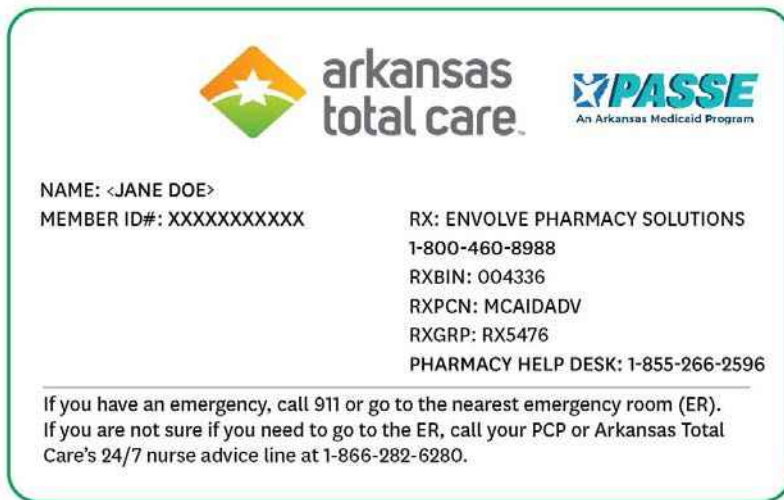 arkansas
total care™
PASSE
An Arkansas Medicaid Program
NAME: <JANE DOE>
MEMBER ID#: XXXXXXXXXXX
RX: ENVOLVE PHARMACY SOLUTIONS
1-800-460-8988
RXBIN: 004336
RXPCN: MCAIDADV
RXGRP: RX5476
PHARMACY HELP DESK: 1-855-266-2596
If you have an emergency, call 911 or go to the nearest emergency room (ER).
If you are not sure if you need to go to the ER, call your PCP or Arkansas Total
Care's 24/7 nurse advice line at 1-866-282-6280.